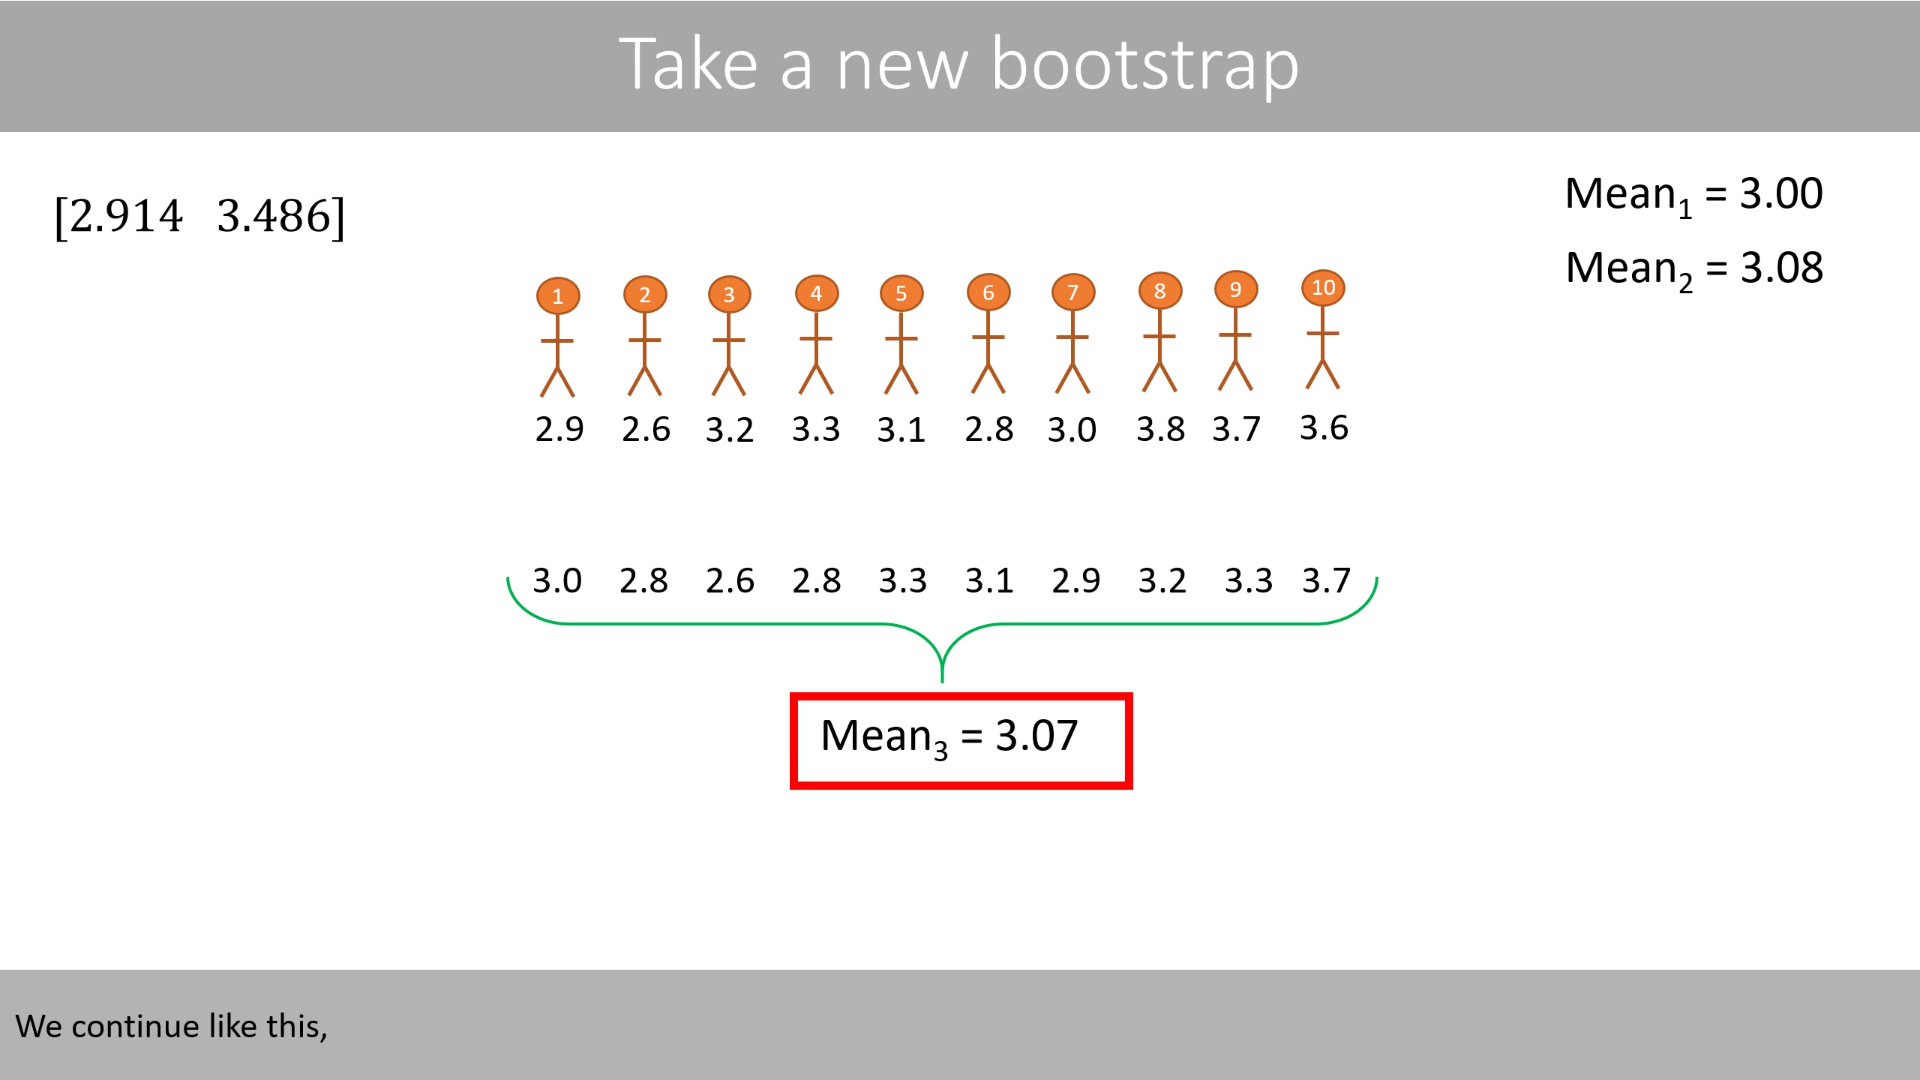 Take a new bootstrap
[2.914 3.486]
Mean₁ = 3.00
Mean₂ = 3.08
1 2 3 4 5 6 7 8 9 10
2.9 2.6 3.2 3.3 3.1 2.8 3.0 3.8 3.7 3.6
3.0 2.8 2.6 2.8 3.3 3.1 2.9 3.2 3.3 3.7
Mean₃ = 3.07
We continue like this,